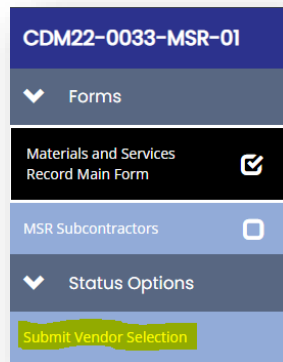 CDM22-0033-MSR-01
Forms
Materials and Services
Record Main Form
MSR Subcontractors
Status Options
Submit Vendor Selection